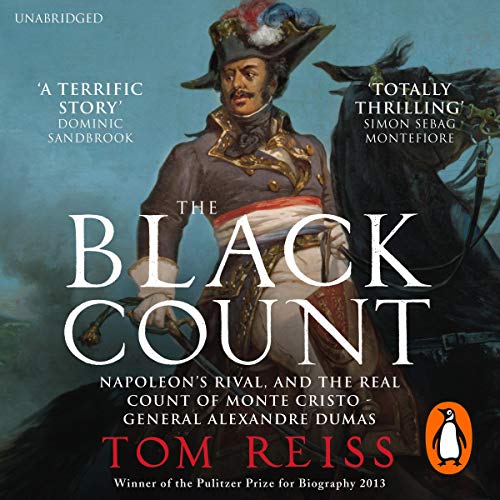 UNABRIDGED
'A TERRIFIC
STORY'
DOMINIC
SANDBROOK
'TOTALLY
THRILLING'
SIMON SEBAG
MONTEFIORE
THE
BLACK
COUNT
NAPOLEON'S RIVAL, AND THE REAL
COUNT OF MONTE CRISTO -
GENERAL ALEXANDRE DUMAS
TOM REISS
Winner of the Pulitzer Prize for Biography 2013